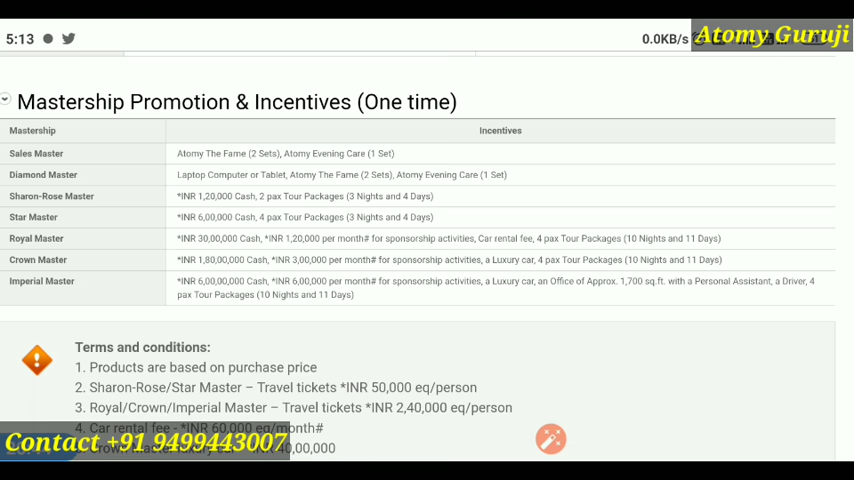 5:13
0.0KB/s
Atomy Guruji
Mastership Promotion & Incentives (One time)
Mastership Incentives
Sales Master Atomy The Fame (2 Sets), Atomy Evening Care (1 Set)
Diamond Master Laptop Computer or Tablet, Atomy The Fame (2 Sets), Atomy Evening Care (1 Set)
Sharon-Rose Master *INR 1,20,000 Cash, 2 pax Tour Packages (3 Nights and 4 Days)
Star Master *INR 6,00,000 Cash, 4 pax Tour Packages (3 Nights and 4 Days)
Royal Master *INR 30,00,000 Cash, *INR 1,20,000 per month# for sponsorship activities, Car rental fee, 4 pax Tour Packages (10 Nights and 11 Days)
Crown Master *INR 1,80,00,000 Cash, *INR 3,00,000 per month# for sponsorship activities, a Luxury car, 4 pax Tour Packages (10 Nights and 11 Days)
Imperial Master *INR 6,00,00,000 Cash, *INR 6,00,000 per month# for sponsorship activities, a Luxury car, an Office of Approx. 1,700 sq.ft. with a Personal Assistant, a Driver, 4
pax Tour Packages (10 Nights and 11 Days)
Terms and conditions:
1. Products are based on purchase price
2. Sharon-Rose/Star Master – Travel tickets *INR 50,000 eq/person
3. Royal/Crown/Imperial Master – Travel tickets *INR 2,40,000 eq/person
4. Car rental fee - *INR 60,000 eq/month#
Contact +91 9499443007
Crown Master luxury car 40,00,000